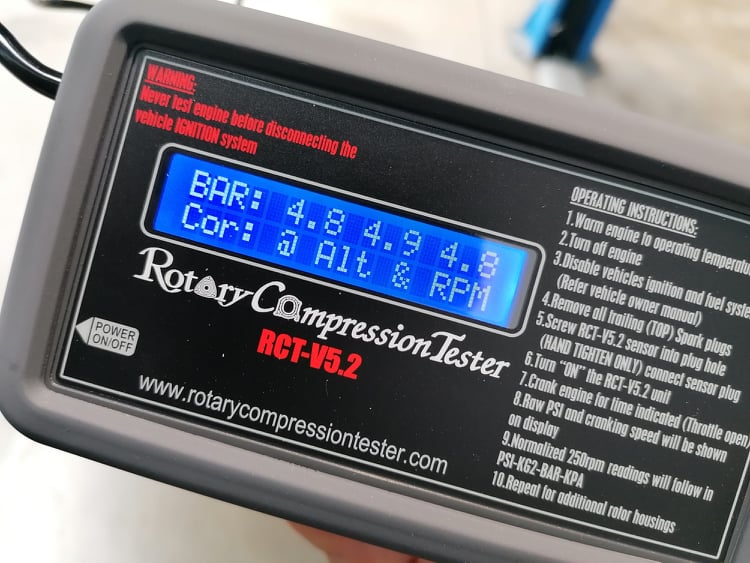 WARNING:
Never test engine before disconnecting the
vehicle IGNITION system
BAR: 4.8 4.9 4.8
Cor: @ Alt & RPM
Rotary Compression Tester
RCT-V5.2
POWER
ON/OFF
www.rotarycompressiontester.com
OPERATING INSTRUCTIONS:
1.Warm engine to operating temperatu
2.Turn off engine
3.Disable vehicles ignition and fuel syst
(Refer vehicle owner manual)
4.Remove all trailing (TOP) Spark plugs
5.Screw RCT-V5.2 sensor into plug hole
(HAND TIGHTEN ONLY) connect sensor plug
6.Turn "ON" the RCT-V5.2 unit
7.Crank engine for time indicated (Throttle open
8.Raw PSI and cranking speed will be shown
on display
9.Normalized 250rpm readings will follow in
PSI-KG2-BAR-KPA
10.Repeat for additional rotor housings